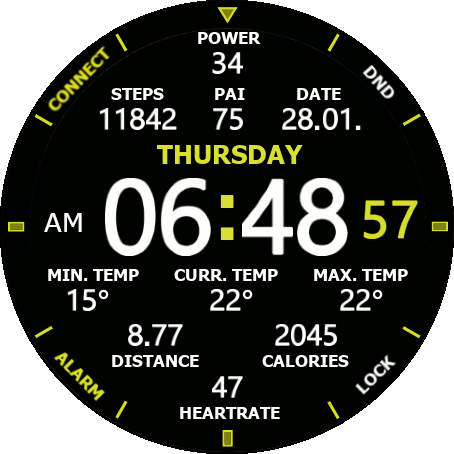 POWER
34
CONNECT
DND
STEPS PAI DATE
11842 75 28.01.
THURSDAY
AM 06:48 57
MIN. TEMP CURR. TEMP MAX. TEMP
15° 22° 22°
8.77 2045
DISTANCE CALORIES
ALARM
LOCK
47
HEARTRATE